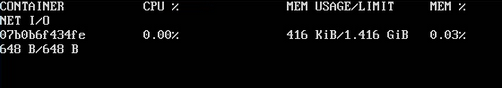 CONTAINER CPU % MEM USAGE/LIMIT MEM %
NET I/O
07b0b6f434fe 0.00% 416 KiB/1.416 GiB 0.03%
648 B/648 B